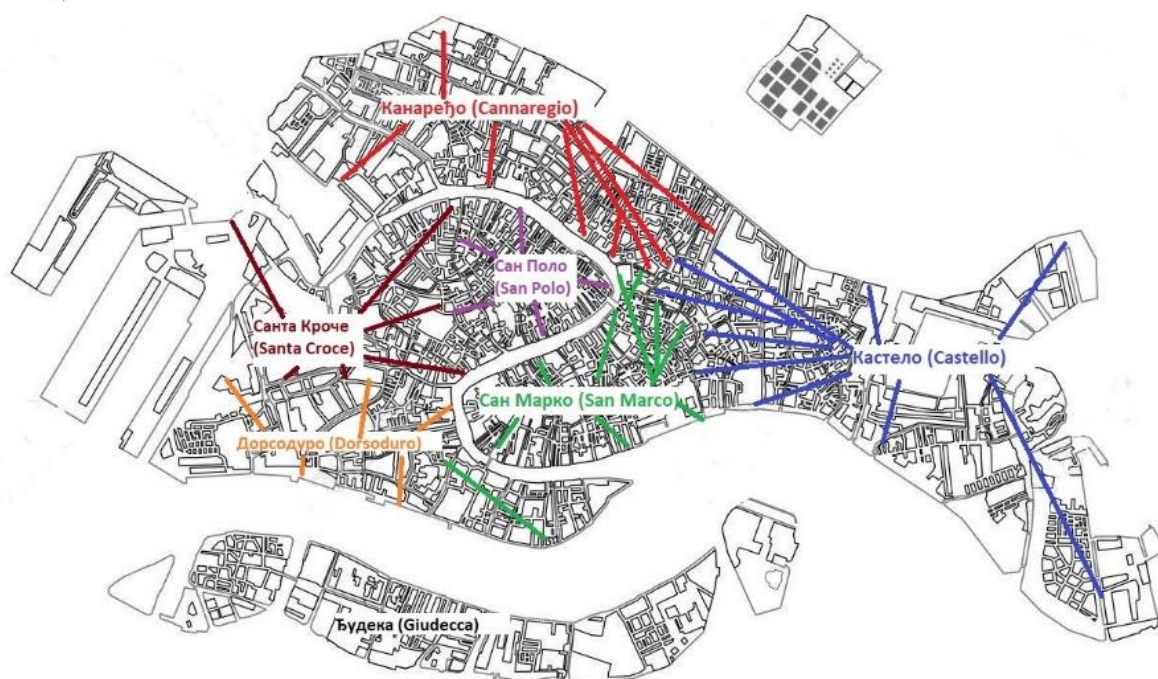 Канаређо (Cannaregio)
Сан Поло
(San Polo)
Санта Кроче
(Santa Croce)
Кастело (Castello)
Сан Марко (San Marco)
Дорсодуро (Dorsoduro)
Ђудека (Giudecca)